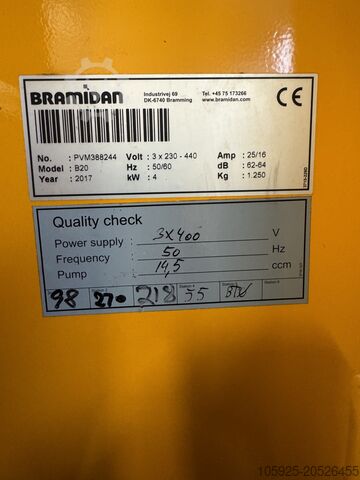 BRAMIDAN
Industrivej 69 Tel. +45 75 173266
DK-6740 Bramming www.bramidan.com
CE
No. : PVM388244 Volt : 3 x 230 - 440 Amp : 25/16
Model : B20 Hz : 50/60 dB : 62-64
Year : 2017 kW : 4 Kg : 1.250
Quality check
Power supply : 3x400 V
Frequency : 50 Hz
Pump : 14,5 ccm
98 270 218 55
105925-20526455